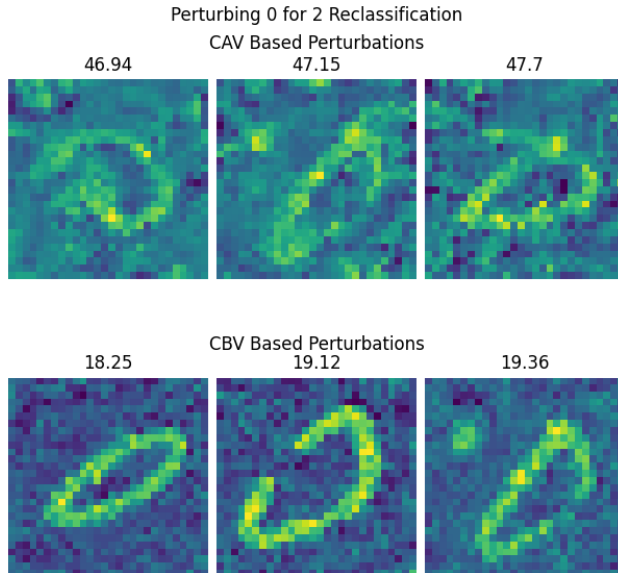 Perturbing 0 for 2 Reclassification
CAV Based Perturbations
46.94 47.15 47.7
CBV Based Perturbations
18.25 19.12 19.36